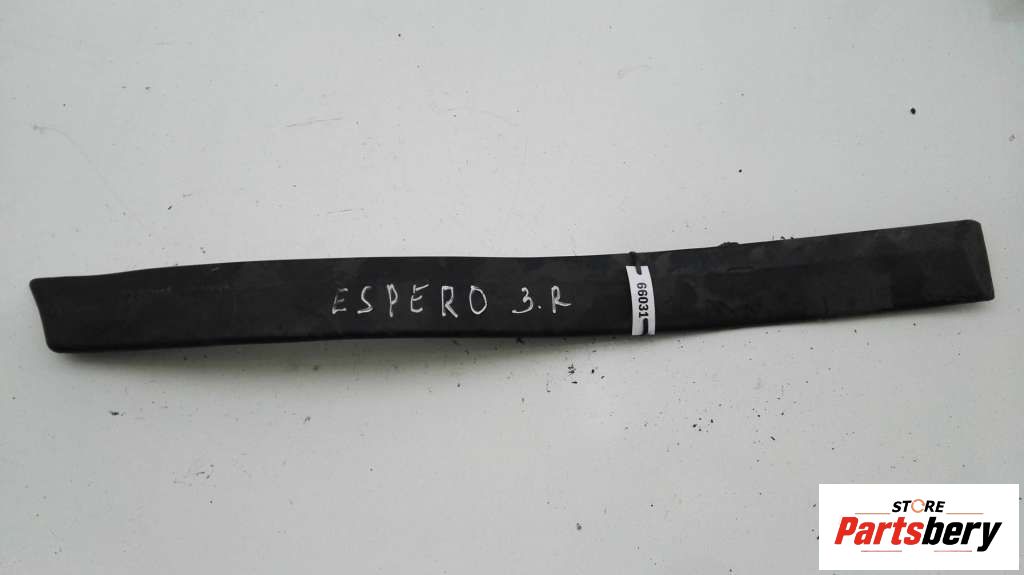 ESPERO 3.R
66031
STORE
Partsbery